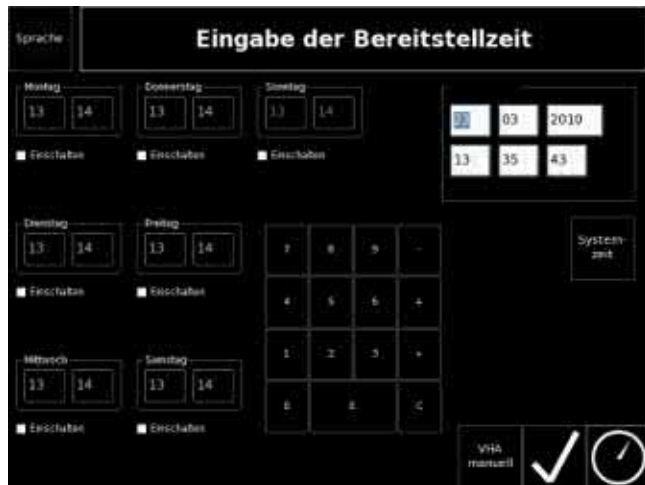 Sprache
Eingabe der Bereitstellzeit
Montag
13 14
Einschalten
Donnerstag
13 14
Einschalten
Sonntag
13 14
Einschalten
03 2010
13 35 43
Dienstag
13 14
Einschalten
Freitag
13 14
Einschalten
System-
zeit
7 8 9 -
4 5 6 +
1 2 3
C
Mittwoch
13 14
Einschalten
Samstag
13 14
Einschalten
VHA
manuell